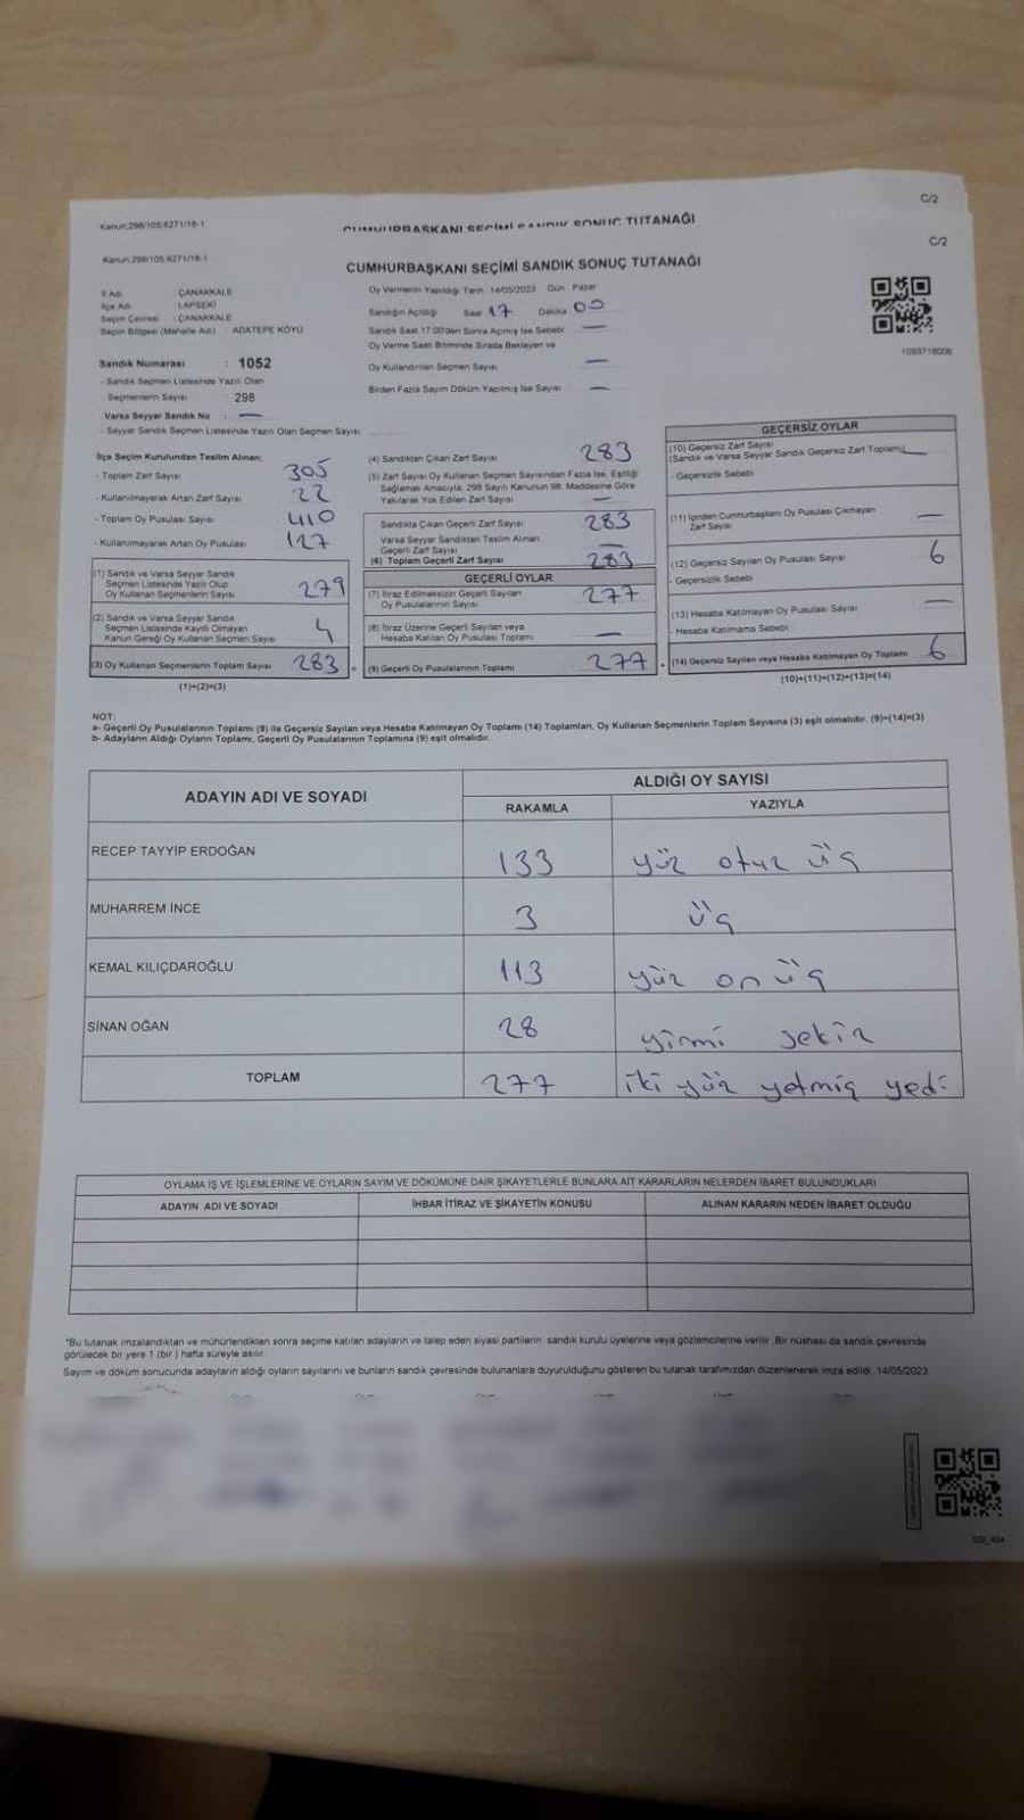 Kanun:298/105;6271/16-1
C/2
CUMHURBAŞKANI SEÇİMİ SANDIK SONUÇ TUTANAĞI
Kanun:298/105;6271/16-1
C/2
CUMHURBAŞKANI SEÇİMİ SANDIK SONUÇ TUTANAĞI
İl Adı : ÇANAKKALE
İlçe Adı : LAPSEKİ
Seçim Çevresi : ÇANAKKALE
Seçim Bölgesi (Mahalle Adı) : ADATEPE KÖYÜ
Sandık Numarası : 1052
- Sandık Seçmen Listesinde Yazılı Olan
Seçmenlerin Sayısı 298
Varsa Seyyar Sandık No : —
- Seyyar Sandık Seçmen Listesinde Yazılı Olan Seçmen Sayısı
Oy Vermenin Yapıldığı Tarih 14/05/2023 Gün Pazar
Sandığın Açıldığı Saat 17 Dakika 00
Sandık Saat 17:00'den Sonra Açılmış İse Sebebi —
Oy Verme Saati Bitiminde Sırada Bekleyen ve
Oy Kullandırılan Seçmen Sayısı —
Birden Fazla Sayım Döküm Yapılmış İse Sayısı —
1093718006
İlçe Seçim Kurulundan Teslim Alınan;
- Toplam Zarf Sayısı 305
- Kullanılmayarak Artan Zarf Sayısı 22
- Toplam Oy Pusulası Sayısı 410
- Kullanılmayarak Artan Oy Pusulası 127
(1) Sandık ve Varsa Seyyar Sandık
Seçmen Listesinde Yazılı Olup
Oy Kullanan Seçmenlerin Sayısı 279
(2) Sandık ve Varsa Seyyar Sandık
Seçmen Listesinde Kayıtlı Olmayan
Kanun Gereği Oy Kullanan Seçmen Sayısı 4
(3) Oy Kullanan Seçmenlerin Toplam Sayısı 283
(1)+(2)=(3)
(4) Sandıktan Çıkan Zarf Sayısı 283
(5) Zarf Sayısı Oy Kullanan Seçmen Sayısından Fazla İse, Eşitliği
Sağlamak Amacıyla, 298 Sayılı Kanunun 98. Maddesine Göre
Yakılarak Yok Edilen Zarf Sayısı —
Sandıkta Çıkan Geçerli Zarf Sayısı 283
Varsa Seyyar Sandıktan Teslim Alınan
Geçerli Zarf Sayısı —
(6) Toplam Geçerli Zarf Sayısı 283
GEÇERLİ OYLAR
(7) İtiraz Edilmeksizin Geçerli Sayılan
Oy Pusulalarının Sayısı 277
(8) İtiraz Üzerine Geçerli Sayılan veya
Hesaba Katılan Oy Pusulası Toplamı —
(9) Geçerli Oy Pusulalarının Toplamı 277
GEÇERSİZ OYLAR
(10) Geçersiz Zarf Sayısı
(Sandık ve Varsa Seyyar Sandık Geçersiz Zarf Toplamı) —
- Geçersizlik Sebebi
(11) İçinden Cumhurbaşkanı Oy Pusulası Çıkmayan
Zarf Sayısı —
(12) Geçersiz Sayılan Oy Pusulası Sayısı 6
- Geçersizlik Sebebi
(13) Hesaba Katılmayan Oy Pusulası Sayısı —
- Hesaba Katılmama Sebebi
(14) Geçersiz Sayılan veya Hesaba Katılmayan Oy Toplamı 6
(10)+(11)+(12)+(13)=(14)
NOT:
a- Geçerli Oy Pusulalarının Toplamı (9) ile Geçersiz Sayılan veya Hesaba Katılmayan Oy Toplamı (14) Toplamları, Oy Kullanan Seçmenlerin Toplam Sayısına (3) eşit olmalıdır. (9)+(14)=(3)
b- Adayların Aldığı Oyların Toplamı, Geçerli Oy Pusulalarının Toplamına (9) eşit olmalıdır.
ADAYIN ADI VE SOYADI
ALDIĞI OY SAYISI
RAKAMLA YAZIYLA
RECEP TAYYİP ERDOĞAN 133 yüz otuz üç
MUHARREM İNCE 3 üç
KEMAL KILIÇDAROĞLU 113 yüz on üç
SİNAN OĞAN 28 yirmi sekiz
TOPLAM 277 iki yüz yetmiş yedi
OYLAMA İŞ VE İŞLEMLERİNE VE OYLARIN SAYIM VE DÖKÜMÜNE DAİR ŞİKAYETLERLE BUNLARA AİT KARARLARIN NELERDEN İBARET BULUNDUKLARI
ADAYIN ADI VE SOYADI İHBAR İTİRAZ VE ŞİKAYETİN KONUSU ALINAN KARARIN NEDEN İBARET OLDUĞU
"Bu tutanak imzalandıktan ve mühürlendikten sonra seçime katılan adayların ve talep eden siyasi partilerin sandık kurulu üyelerine veya gözlemcilerine verilir. Bir nüshası da sandık çevresinde
görülecek bir yere 1 (bir ) hafta süreyle asılır.
Sayım ve döküm sonucunda adayların aldığı oyların sayılarını ve bunların sandık çevresinde bulunanlara duyurulduğunu gösteren bu tutanak tarafımızdan düzenlenerek imza edildi. 14/05/2023